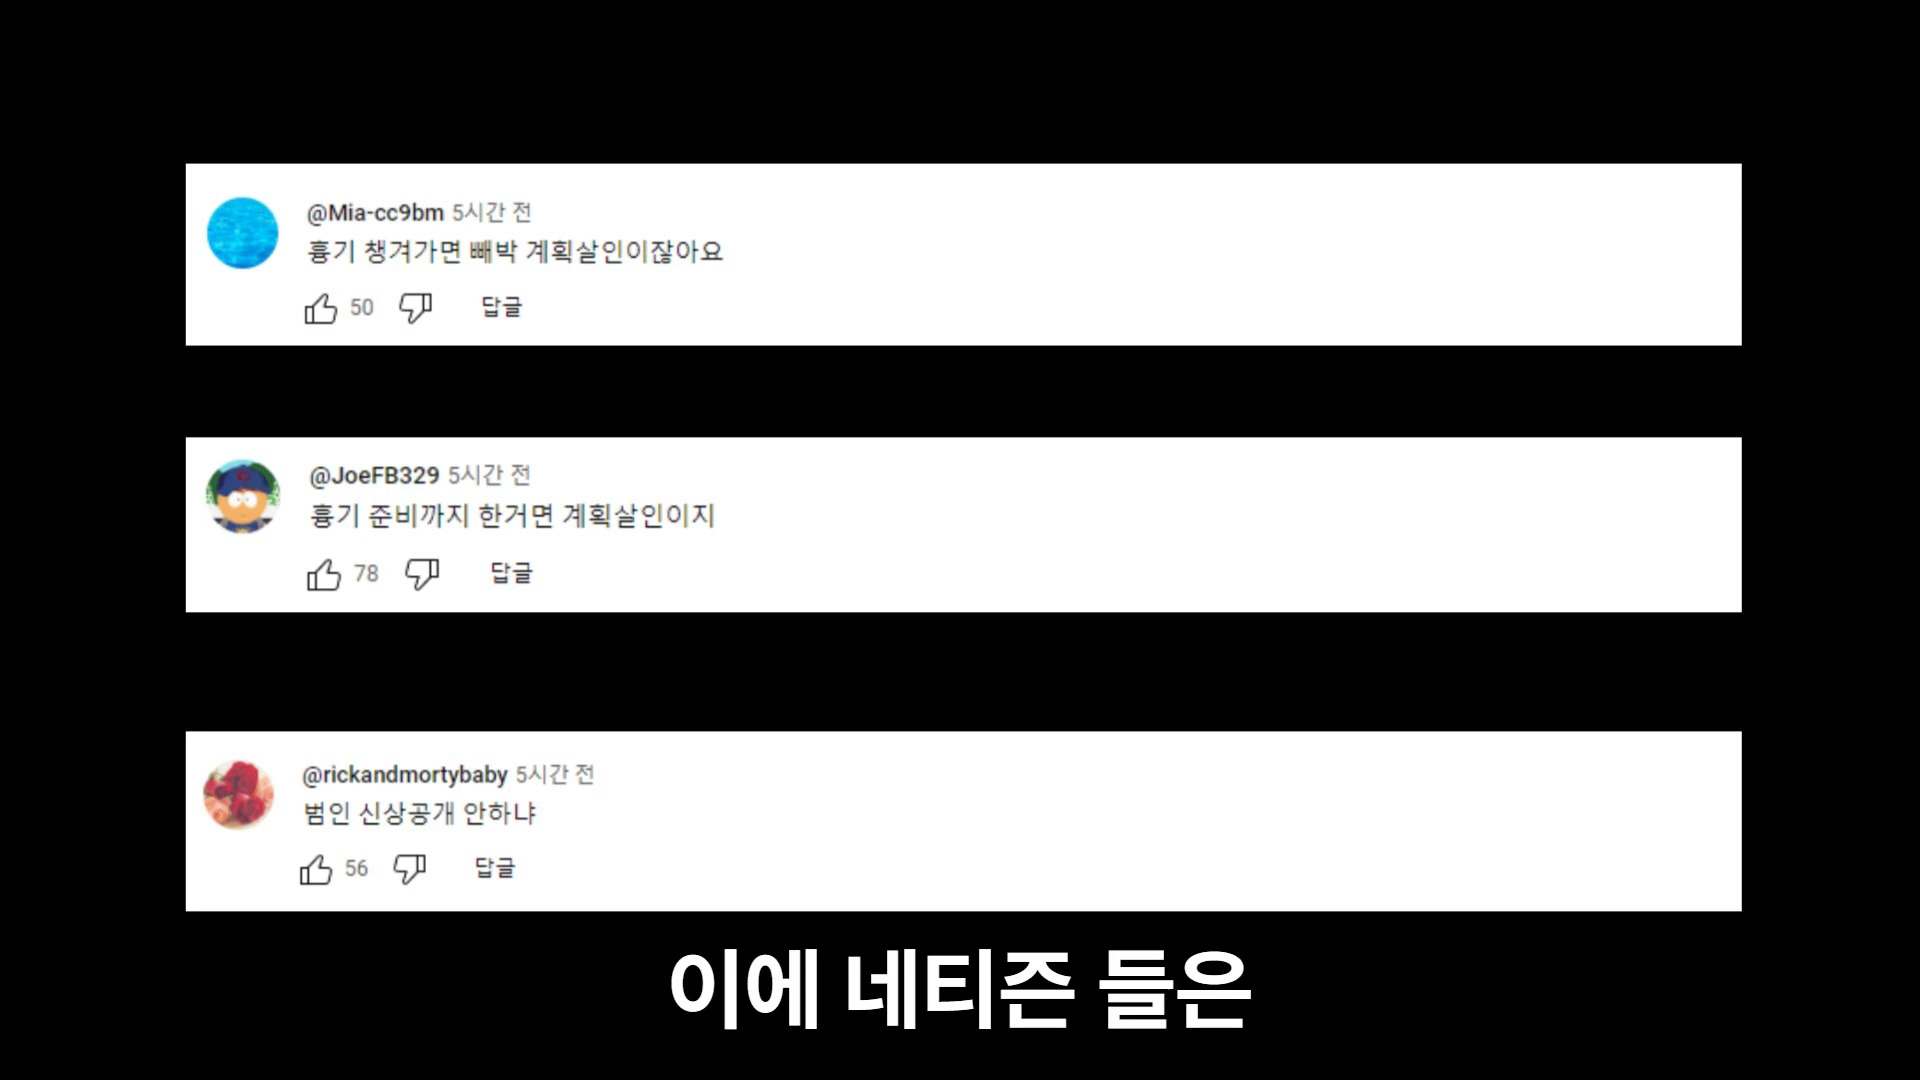 @Mia-cc9bm 5시간 전
흉기 챙겨가면 빼박 계획살인이잖아요
50 답글
@JoeFB329 5시간 전
흉기 준비까지 한거면 계획살인이지
78 답글
@rickandmortybaby 5시간 전
범인 신상공개 안하냐
56 답글
이에 네티즌 들은